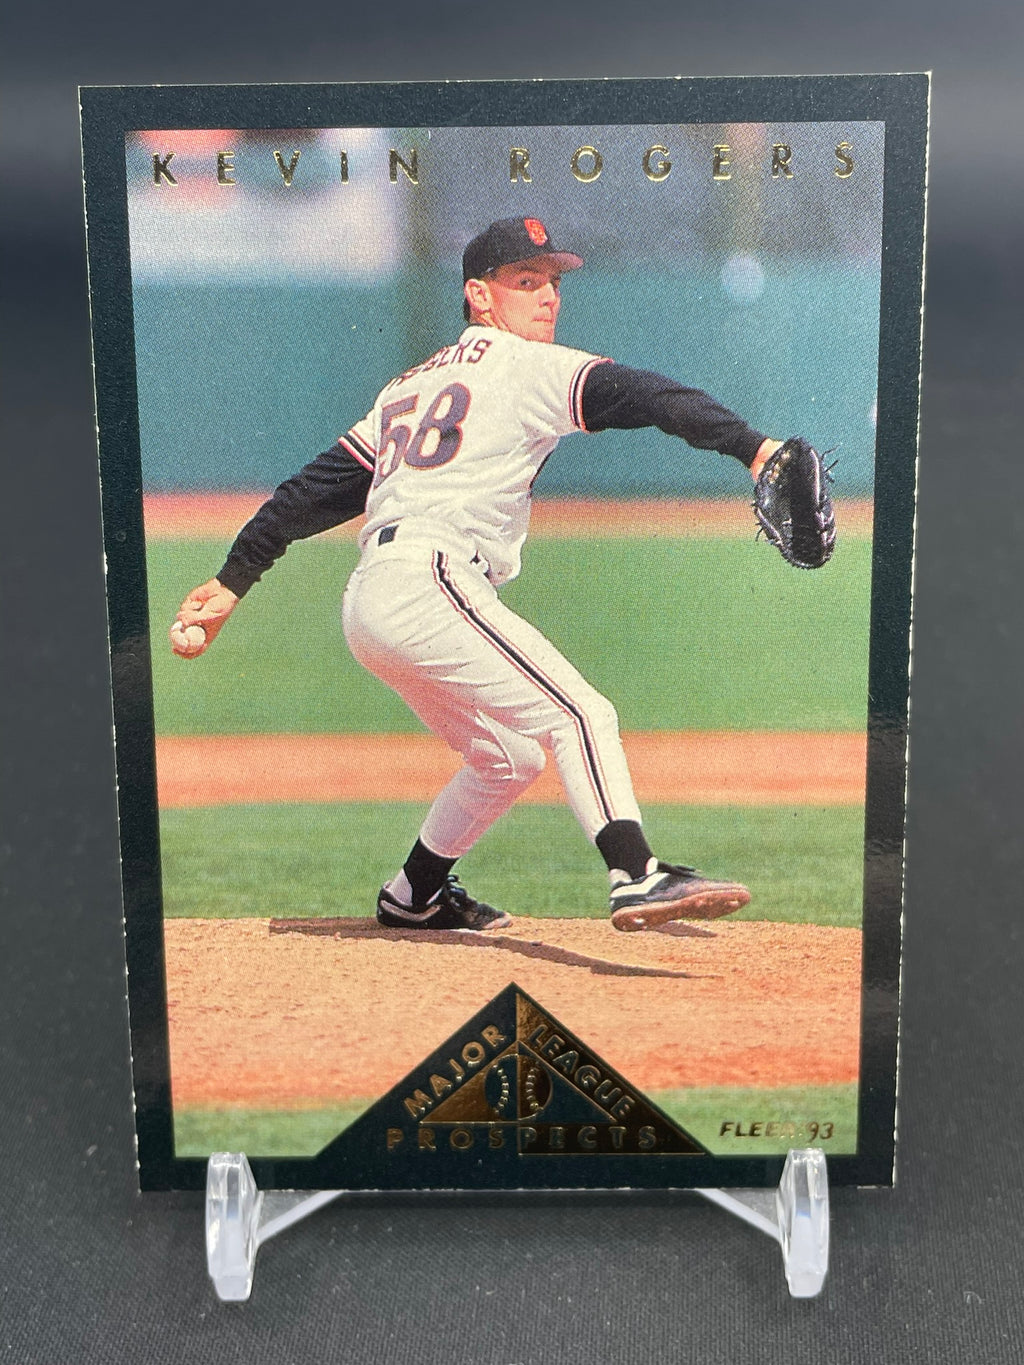 KEVIN ROGERS
58
MAJOR LEAGUE
PROSPECTS
FLEER 93